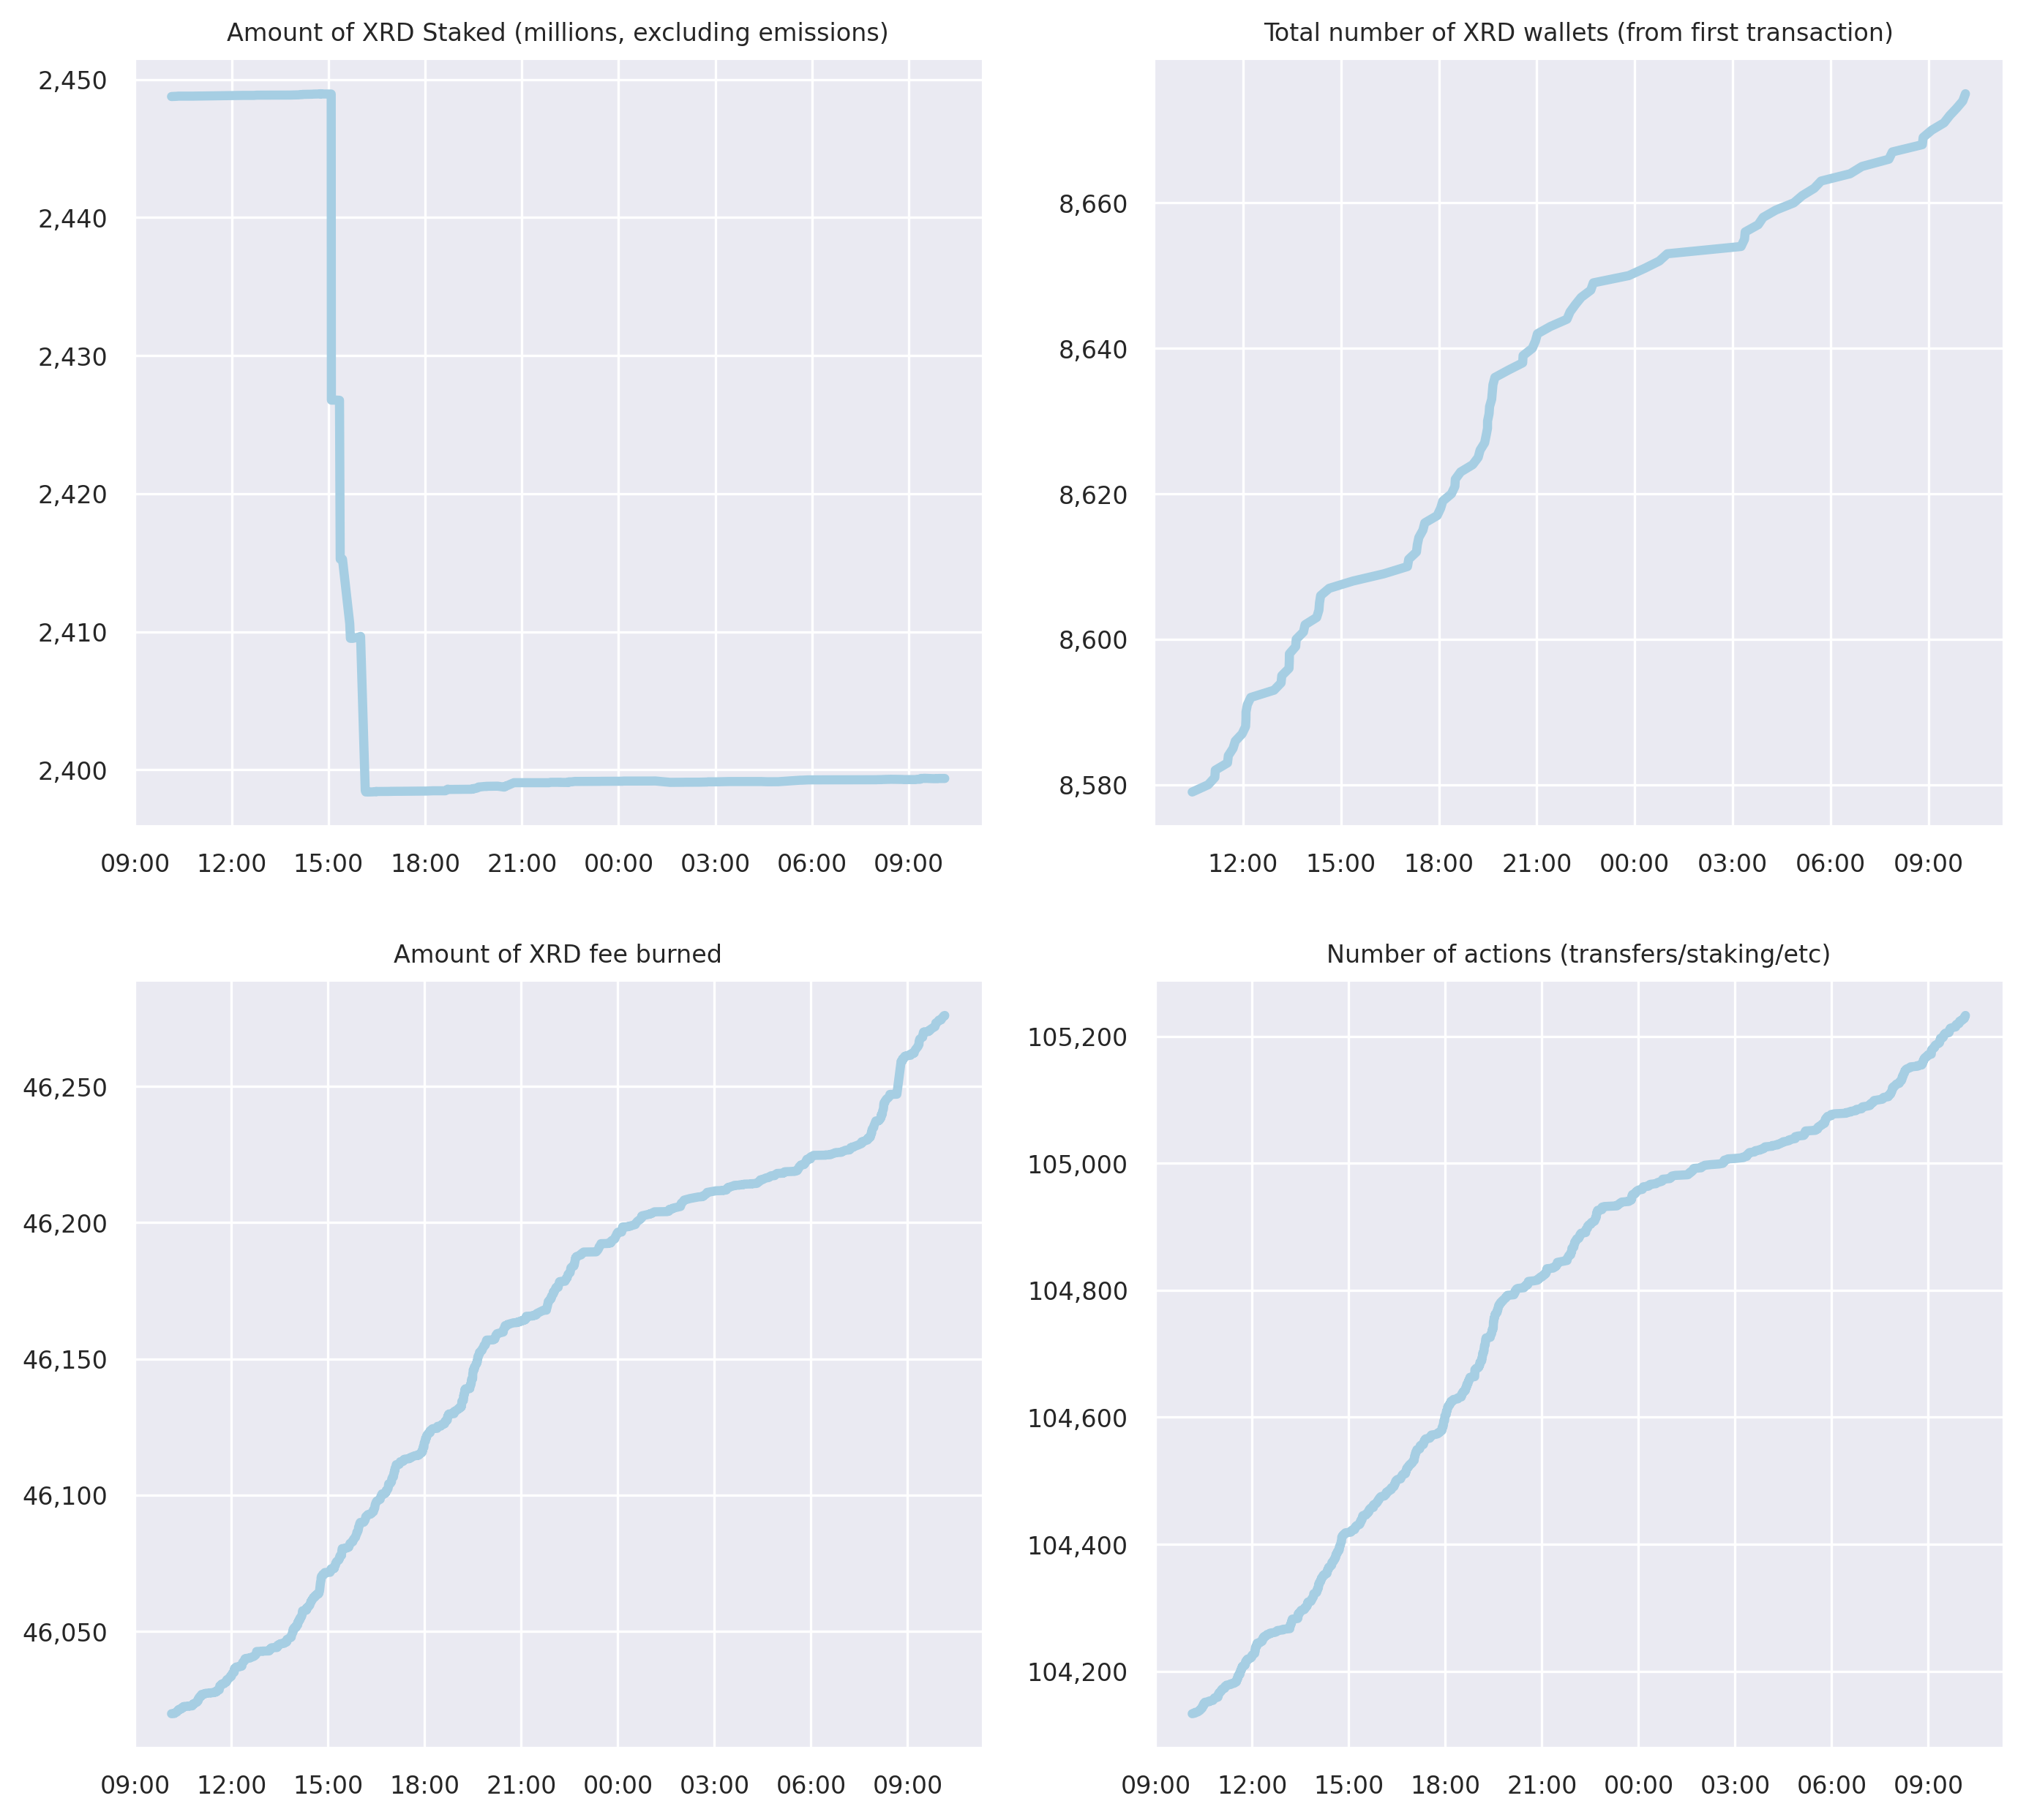 Amount of XRD Staked (millions, excluding emissions)
2,450
2,440
2,430
2,420
2,410
2,400
09:00 12:00 15:00 18:00 21:00 00:00 03:00 06:00 09:00
Total number of XRD wallets (from first transaction)
8,660
8,640
8,620
8,600
8,580
12:00 15:00 18:00 21:00 00:00 03:00 06:00 09:00
Amount of XRD fee burned
46,250
46,200
46,150
46,100
46,050
09:00 12:00 15:00 18:00 21:00 00:00 03:00 06:00 09:00
Number of actions (transfers/staking/etc)
105,200
105,000
104,800
104,600
104,400
104,200
09:00 12:00 15:00 18:00 21:00 00:00 03:00 06:00 09:00